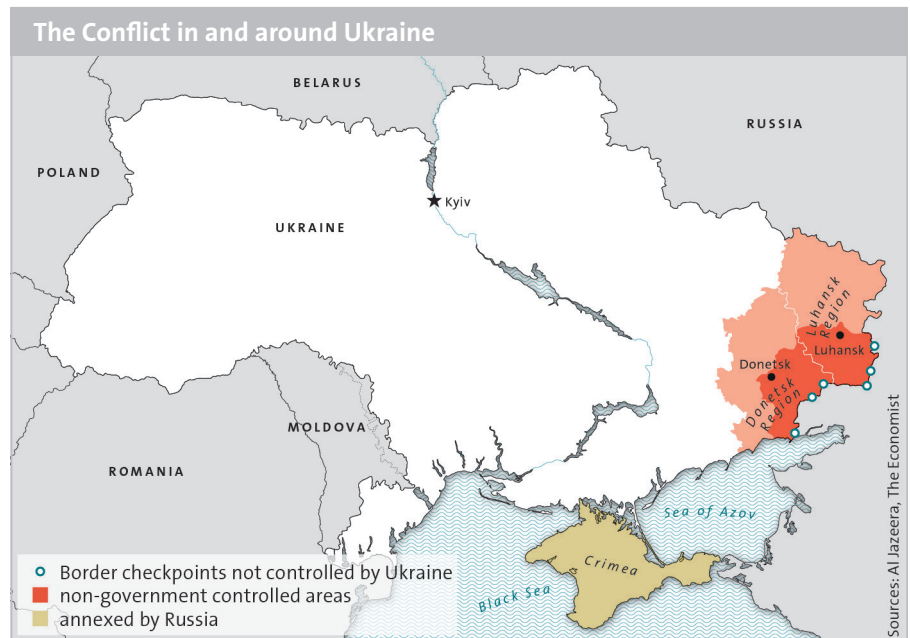 The Conflict in and around Ukraine
BELARUS
RUSSIA
POLAND
Kyiv
UKRAINE
Luhansk
Region
Luhansk
Donetsk
Donetsk
Region
MOLDOVA
ROMANIA
Sea of Azov
Crimea
Black Sea
Border checkpoints not controlled by Ukraine
non-government controlled areas
annexed by Russia
Sources: Al Jazeera, The Economist